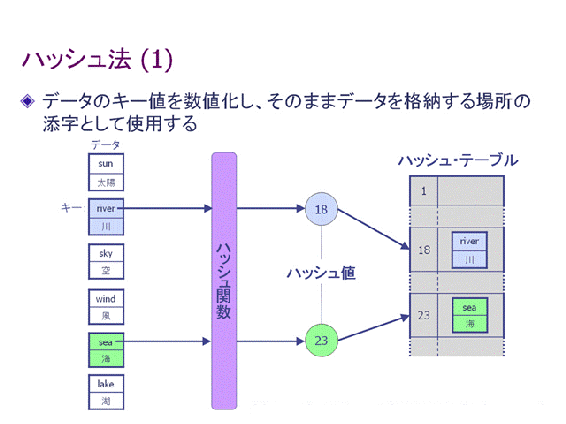 ハッシュ法 (1)
データのキー値を数値化し、そのままデータを格納する場所の
添字として使用する
データ
sun
太陽
キー
river
川
sky
空
wind
風
sea
海
lake
湖
ハッシュ関数
18
ハッシュ値
23
ハッシュ・テーブル
1
18
river
川
23
sea
海